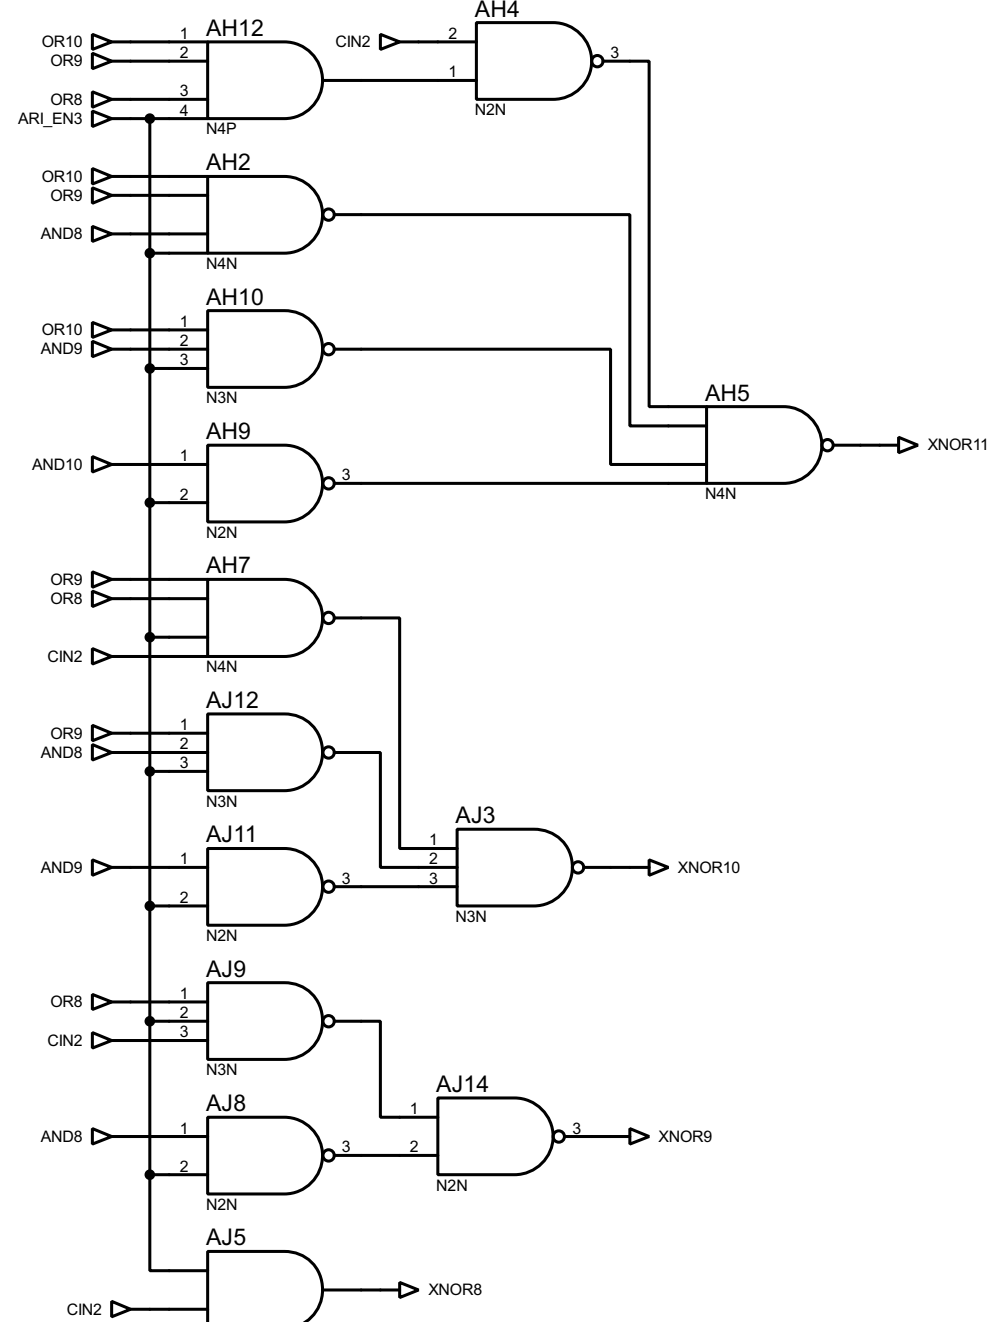 AH4
AH12
OR10 1 CIN2 2
OR9 2 3
1
OR8 3
ARI_EN3 4
N4P N2N
AH2
OR10
OR9
AND8
N4N
AH10
OR10 1
AND9 2
3
N3N AH5
AH9
XNOR11
AND10 1
3
2 N4N
N2N
AH7
OR9
OR8
CIN2
N4N
AJ12
OR9 1
AND8 2
3
N3N
AJ3
AJ11
1
AND9 1 2 XNOR10
3 3
2
N3N
N2N
AJ9
OR8 1
2
CIN2 3
N3N
AJ14
AJ8
1
AND8 1 3 XNOR9
3 2
2
N2N
N2N
AJ5
XNOR8
CIN2